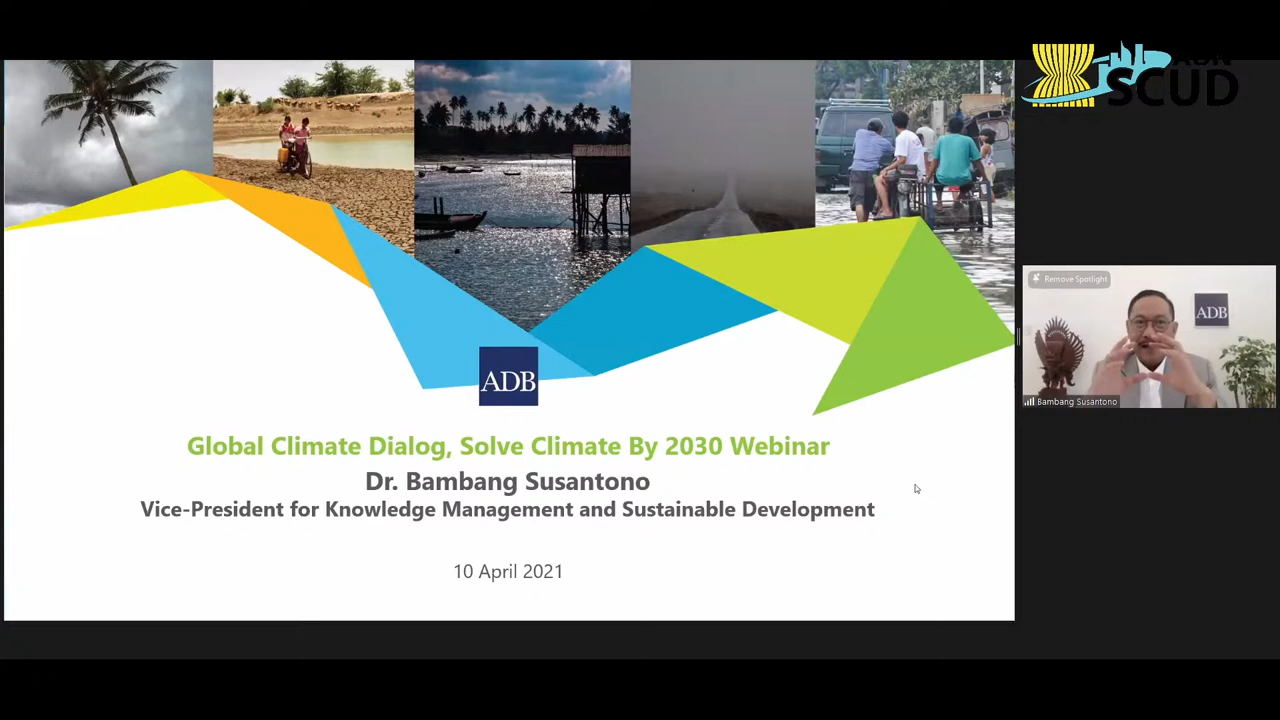 SCUD
Remove Spotlight
ADB
Bambang Susantono
ADB
Global Climate Dialog, Solve Climate By 2030 Webinar
Dr. Bambang Susantono
Vice-President for Knowledge Management and Sustainable Development
10 April 2021